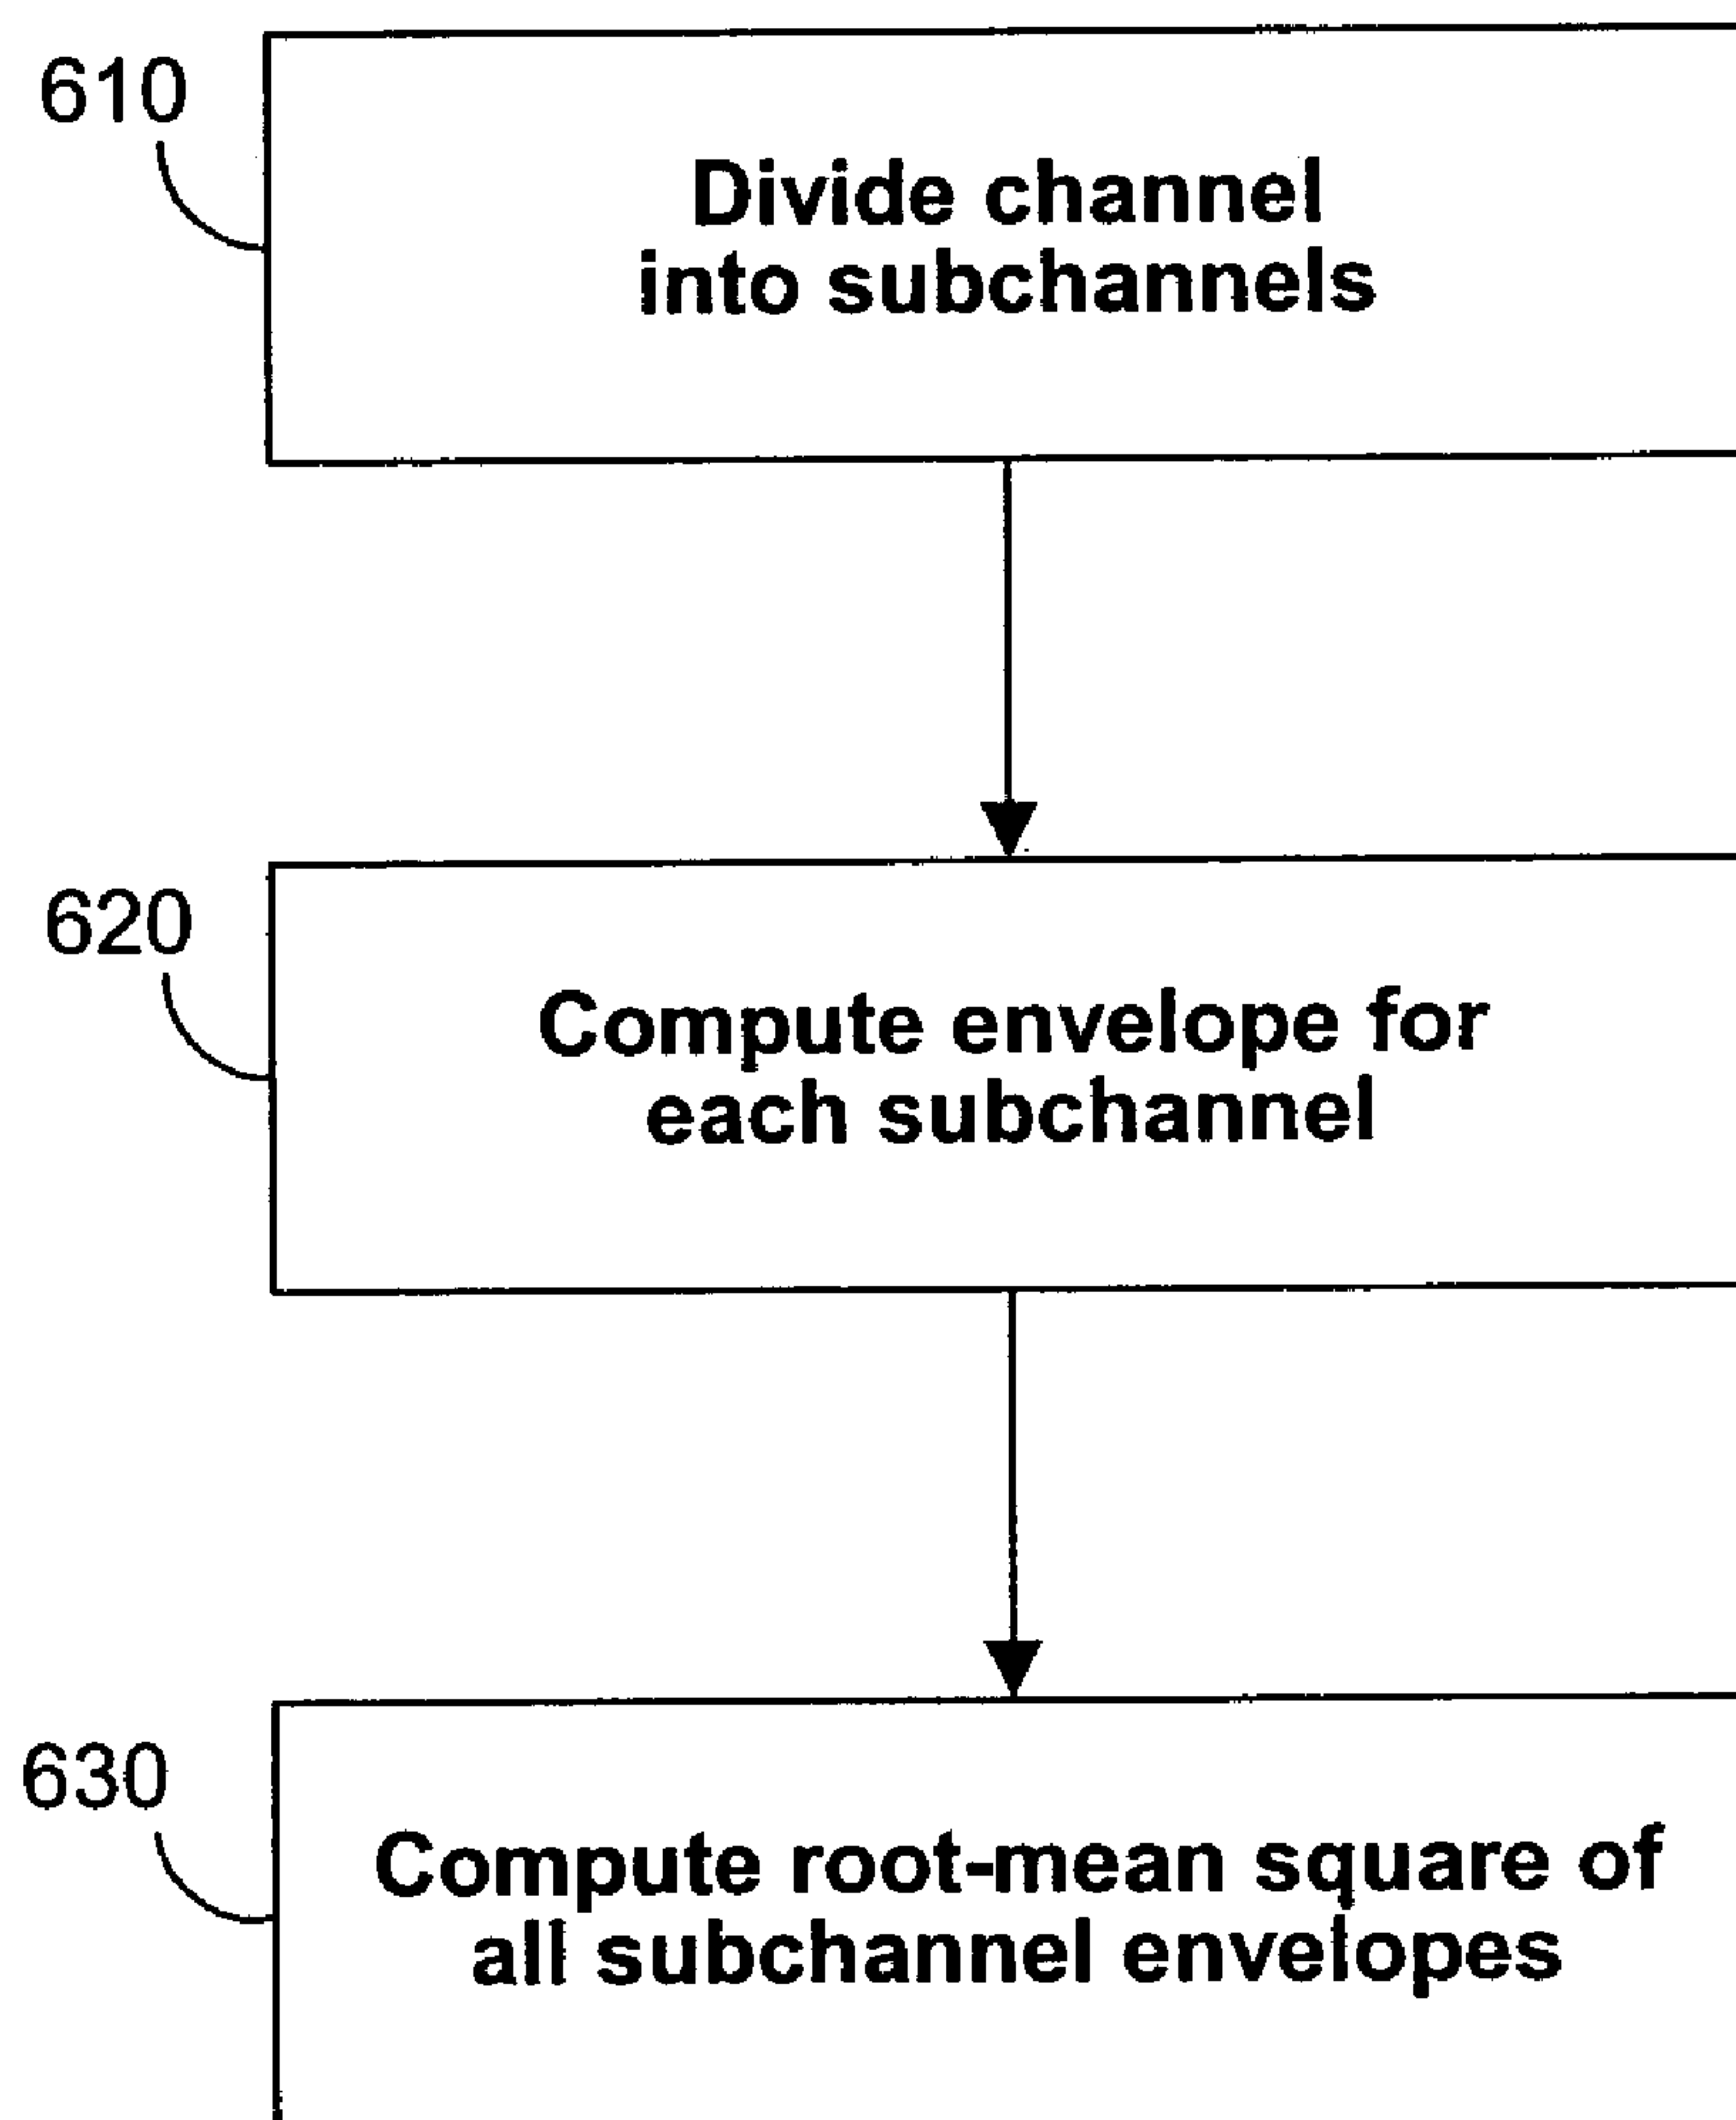 610
Divide channel
into subchannels
620
Compute envelope for
each subchannel
630
Compute root-mean square of
all subchannel envelopes